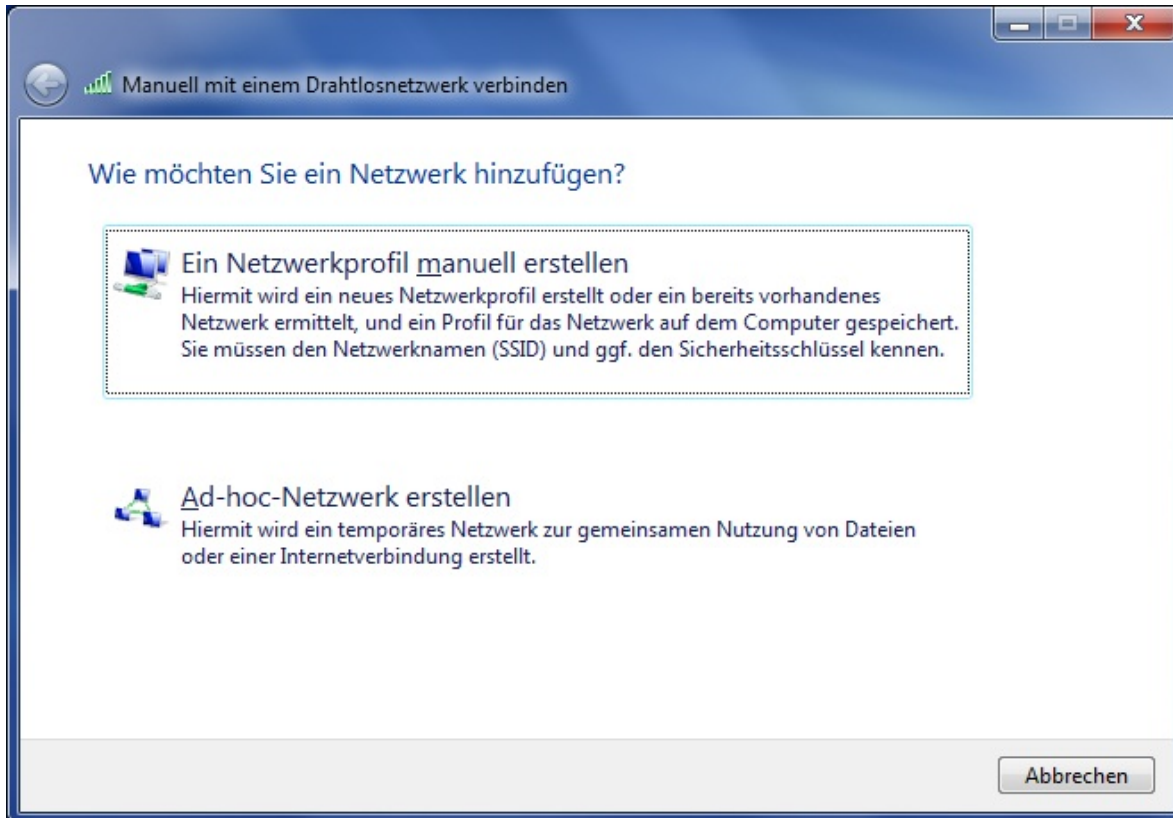 Manuell mit einem Drahtlosnetzwerk verbinden
Wie möchten Sie ein Netzwerk hinzufügen?
Ein Netzwerkprofil manuell erstellen
Hiermit wird ein neues Netzwerkprofil erstellt oder ein bereits vorhandenes
Netzwerk ermittelt, und ein Profil für das Netzwerk auf dem Computer gespeichert.
Sie müssen den Netzwerknamen (SSID) und ggf. den Sicherheitsschlüssel kennen.
Ad-hoc-Netzwerk erstellen
Hiermit wird ein temporäres Netzwerk zur gemeinsamen Nutzung von Dateien
oder einer Internetverbindung erstellt.
Abbrechen